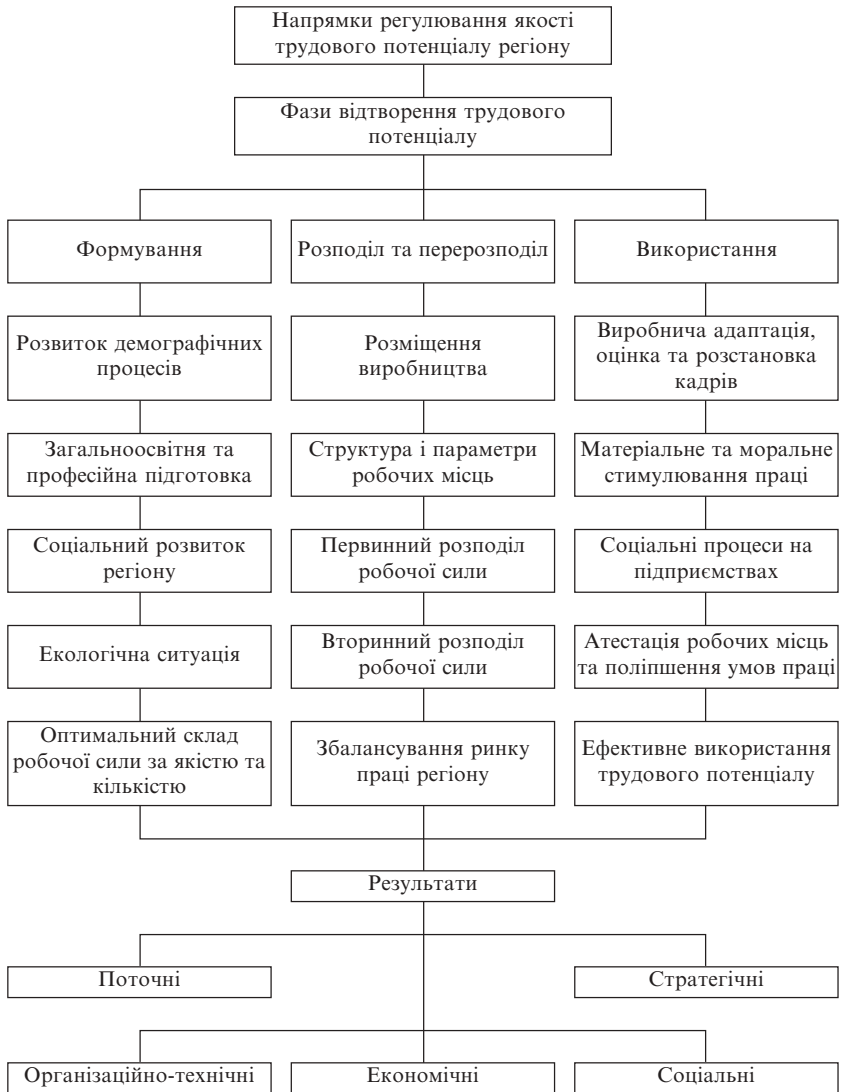 Напрямки регулювання якості
трудового потенціалу регіону
Фази відтворення трудового
потенціалу
Формування
Розподіл та перерозподіл
Використання
Розвиток демографічних
процесів
Розміщення
виробництва
Виробнича адаптація,
оцінка та розстановка
кадрів
Загальноосвітня та
професійна підготовка
Структура і параметри
робочих місць
Матеріальне та моральне
стимулювання праці
Соціальний розвиток
регіону
Первинний розподіл
робочої сили
Соціальні процеси на
підприємствах
Екологічна ситуація
Вторинний розподіл
робочої сили
Атестація робочих місць
та поліпшення умов праці
Оптимальний склад
робочої сили за якістю та
кількістю
Збалансування ринку
праці регіону
Ефективне використання
трудового потенціалу
Результати
Поточні
Стратегічні
Організаційно-технічні
Економічні
Соціальні